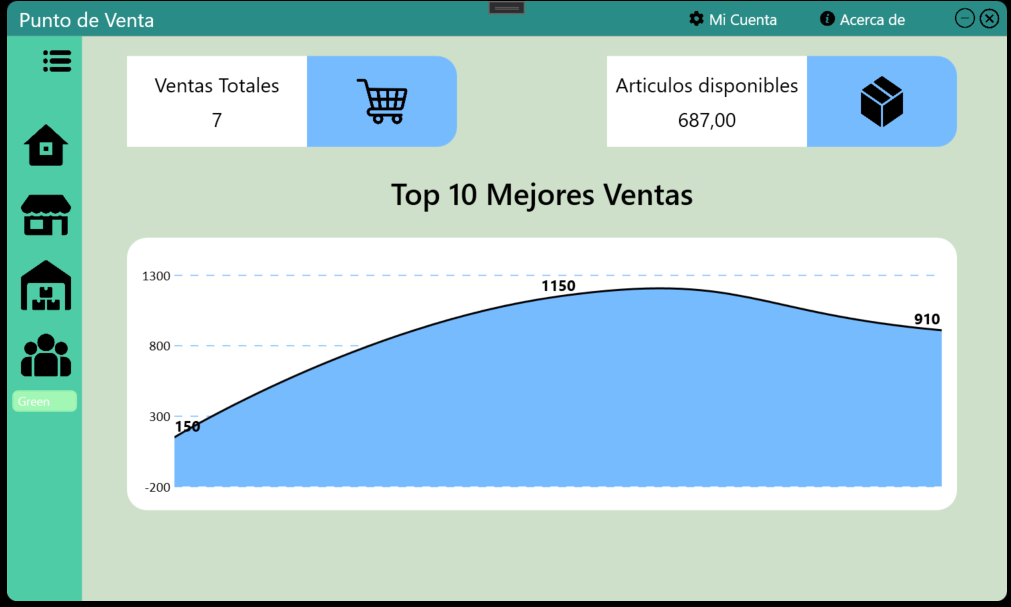 Punto de Venta
Mi Cuenta
Acerca de
Ventas Totales
7
Articulos disponibles
687,00
Top 10 Mejores Ventas
1300
1150
910
800
300
150
-200
Green